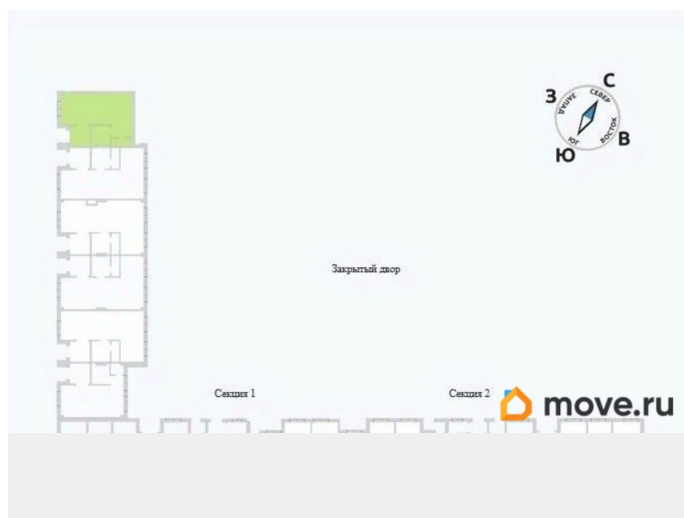 С
З
СЕВЕР
ЗАПАД
ВОСТОК
ЮГ
В
Ю
Закрытый двор
Секция 1
Секция 2
move.ru